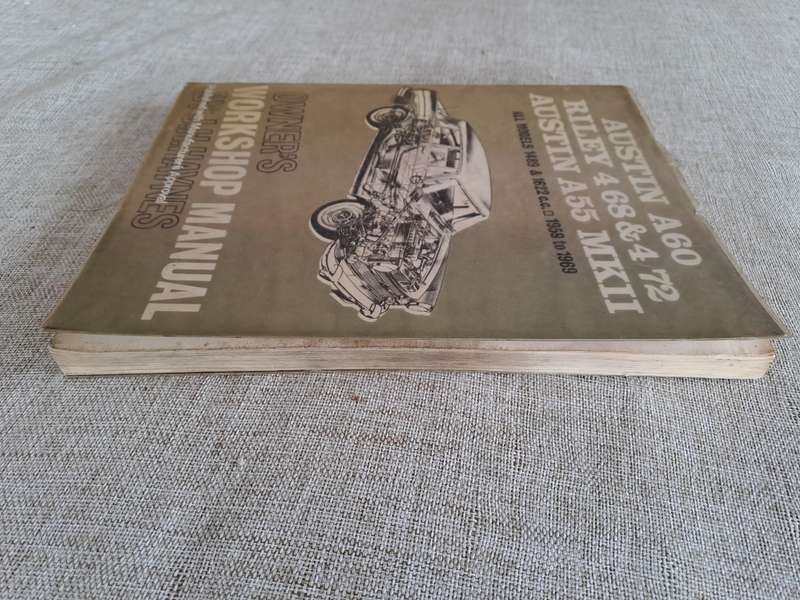 AUSTIN A60
RILEY 4 68 & 4 72
AUSTIN A55 MKII
ALL MODELS 1489 & 1622 c.c. □ 1958 to 1969
OWNER'S
WORKSHOP MANUAL